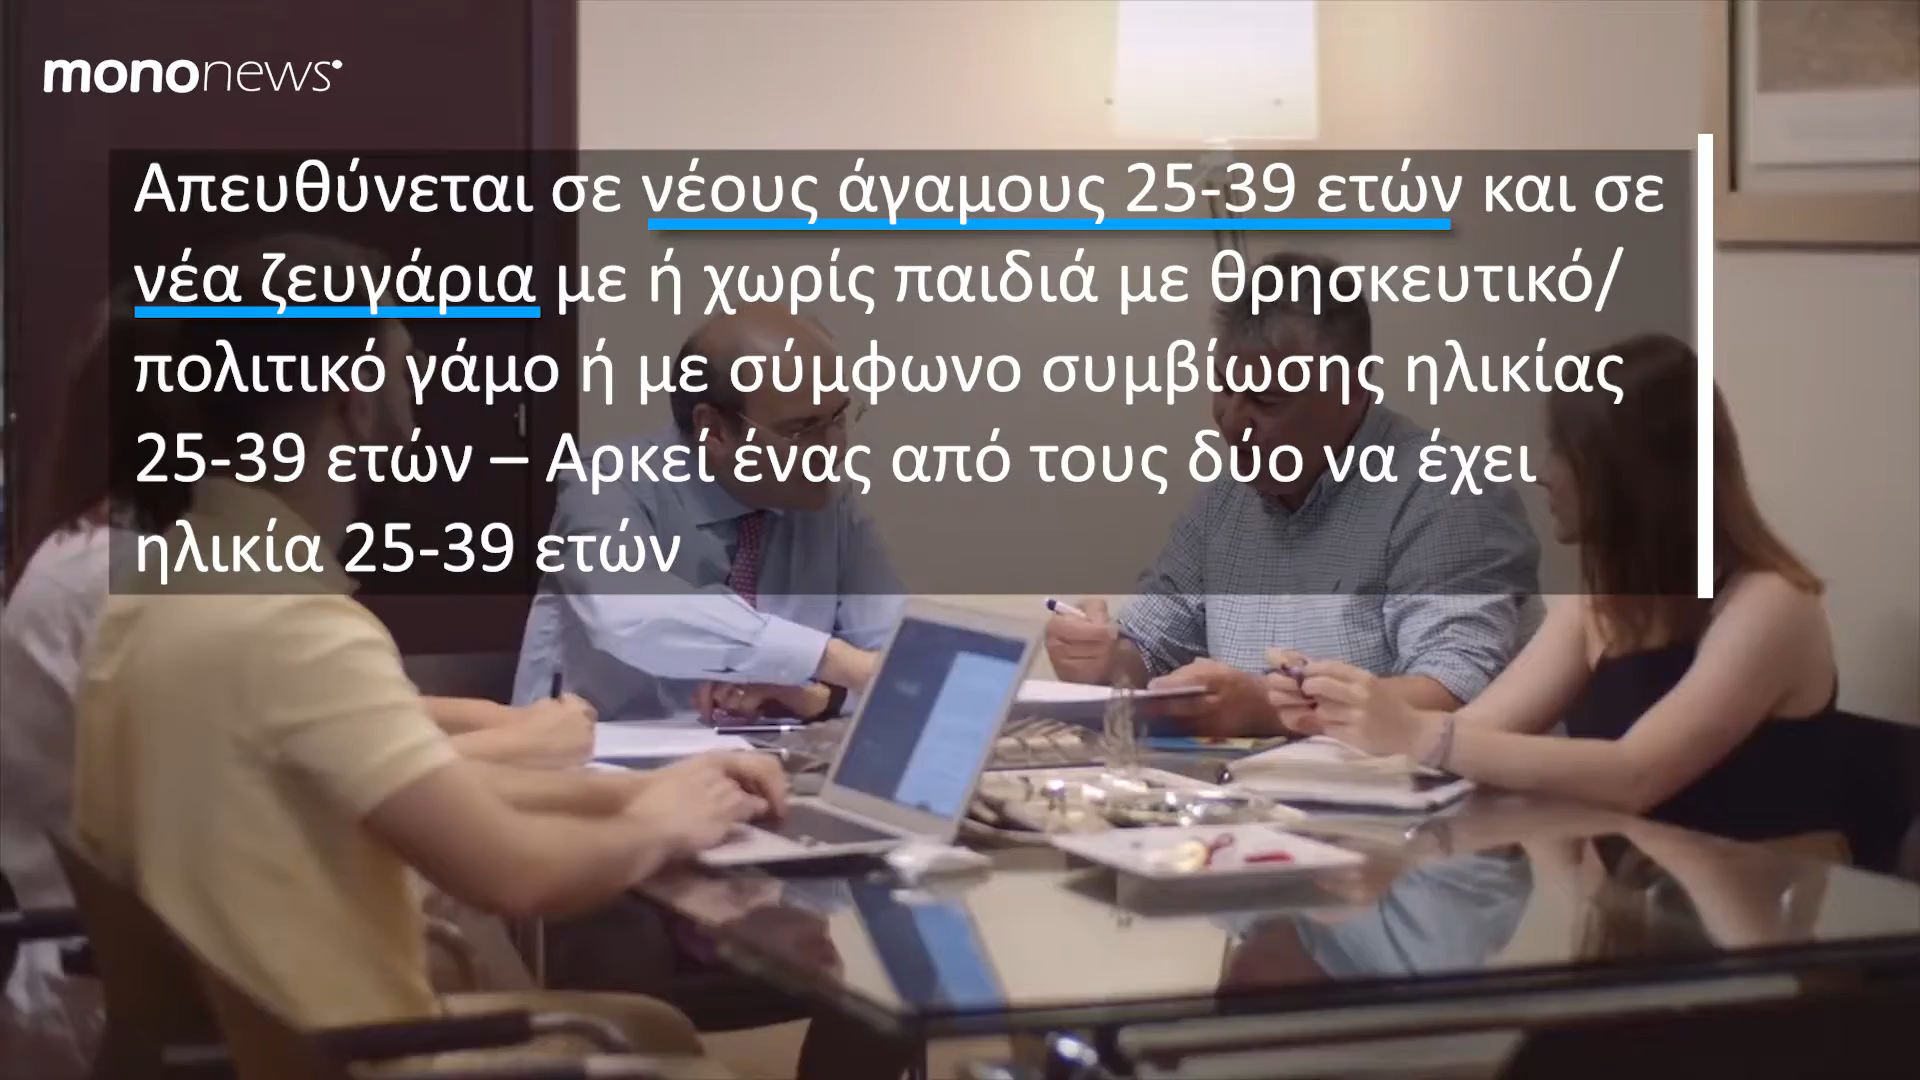 mononews
Απευθύνεται σε νέους άγαμους 25-39 ετών και σε
νέα ζευγάρια με ή χωρίς παιδιά με θρησκευτικό/
πολιτικό γάμο ή με σύμφωνο συμβίωσης ηλικίας
25-39 ετών – Αρκεί ένας από τους δύο να έχει
ηλικία 25-39 ετών